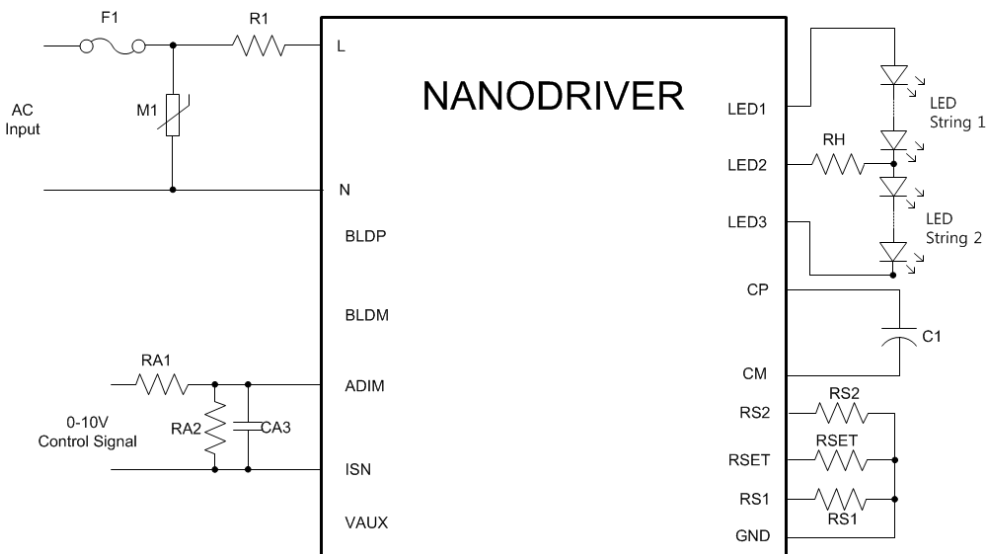 F1
R1
L
NANODRIVER
AC
Input
M1
LED1
LED
String 1
RH
LED2
N
LED3
LED
String 2
BLDP
CP
BLDM
C1
CM
RA1
ADIM
RS2
RS2
0-10V
Control Signal
RA2
CA3
RSET
RSET
ISN
RS1
RS1
VAUX
GND